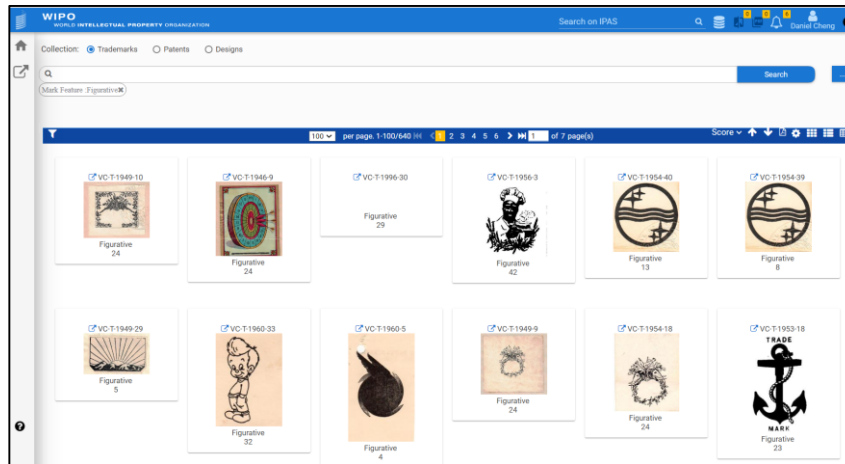 WIPO
WORLD INTELLECTUAL PROPERTY ORGANIZATION
Search on IPAS
0
0
6
Daniel Cheng
Collection: Trademarks Patents Designs
Search
...
Mark Feature :Figurative✖
100 per page, 1-100/640 1 2 3 4 5 6 1 of 7 page(s)
Score
VC-T-1949-10
Figurative
24
VC-T-1946-9
Figurative
24
VC-T-1996-30
Figurative
29
VC-T-1956-3
Figurative
42
VC-T-1954-40
Figurative
13
VC-T-1954-39
Figurative
8
VC-T-1949-29
Figurative
5
VC-T-1960-33
Figurative
32
VC-T-1960-5
Figurative
4
VC-T-1949-9
Figurative
24
VC-T-1954-18
Figurative
24
VC-T-1953-18
TRADE
MARK
Figurative
23